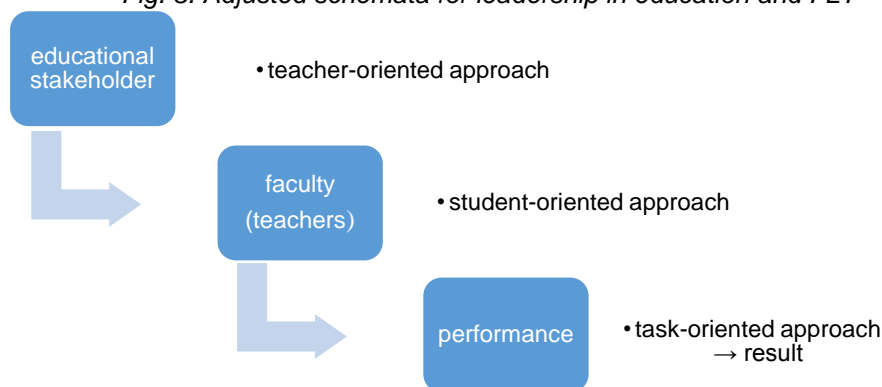 educational
stakeholder
• teacher-oriented approach
faculty
(teachers)
• student-oriented approach
performance
• task-oriented approach
→ result